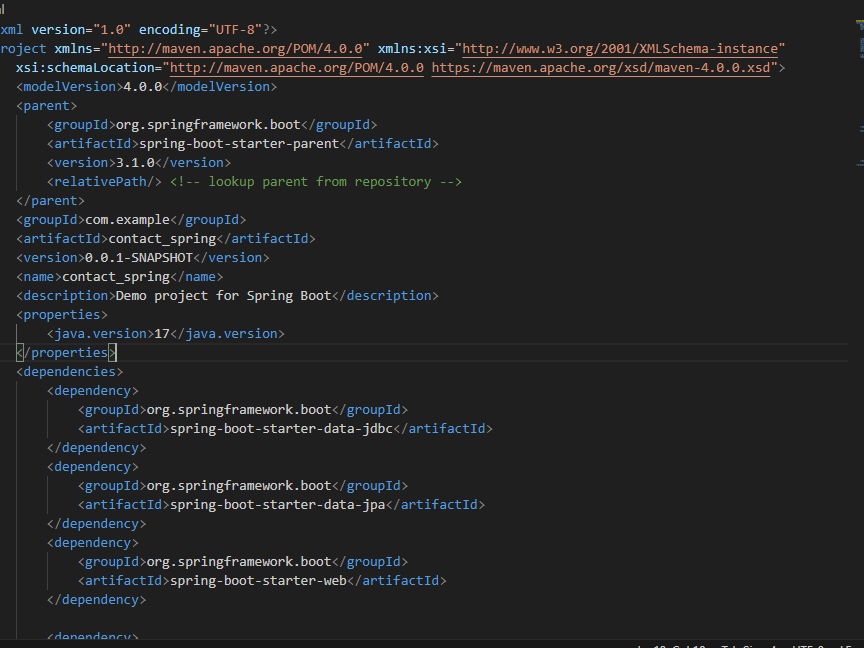 xml version="1.0" encoding="UTF-8"?>
roject xmlns="http://maven.apache.org/POM/4.0.0" xmlns:xsi="http://www.w3.org/2001/XMLSchema-instance"
xsi:schemaLocation="http://maven.apache.org/POM/4.0.0 https://maven.apache.org/xsd/maven-4.0.0.xsd">
<modelVersion>4.0.0</modelVersion>
<parent>
<groupId>org.springframework.boot</groupId>
<artifactId>spring-boot-starter-parent</artifactId>
<version>3.1.0</version>
<relativePath/> <!-- lookup parent from repository -->
</parent>
<groupId>com.example</groupId>
<artifactId>contact_spring</artifactId>
<version>0.0.1-SNAPSHOT</version>
<name>contact_spring</name>
<description>Demo project for Spring Boot</description>
<properties>
<java.version>17</java.version>
</properties>
<dependencies>
<dependency>
<groupId>org.springframework.boot</groupId>
<artifactId>spring-boot-starter-data-jdbc</artifactId>
</dependency>
<dependency>
<groupId>org.springframework.boot</groupId>
<artifactId>spring-boot-starter-data-jpa</artifactId>
</dependency>
<dependency>
<groupId>org.springframework.boot</groupId>
<artifactId>spring-boot-starter-web</artifactId>
</dependency>
<dependency>